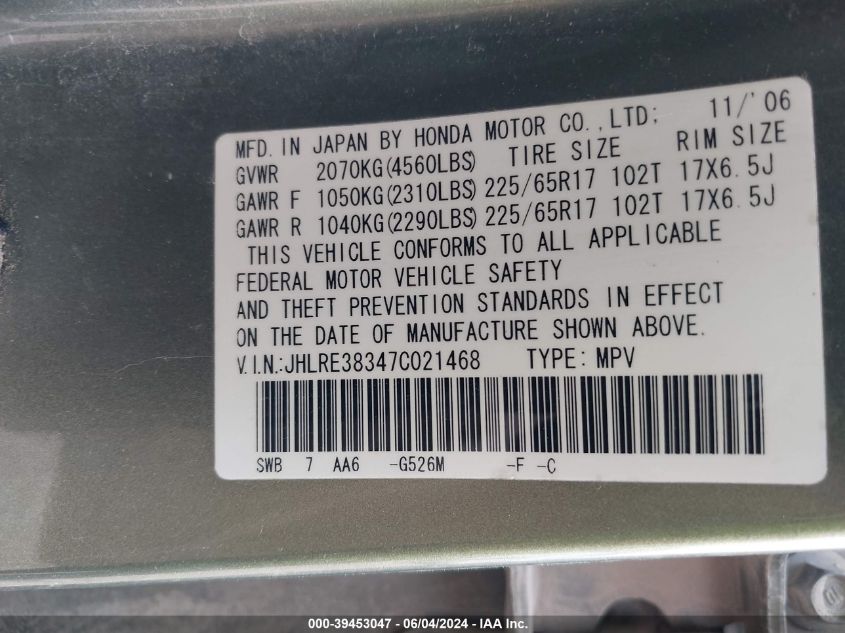 MFD. IN JAPAN BY HONDA MOTOR CO., LTD; 11/'06
GVWR 2070KG(4560LBS) TIRE SIZE RIM SIZE
GAWR F 1050KG(2310LBS) 225/65R17 102T 17X6.5J
GAWR R 1040KG(2290LBS) 225/65R17 102T 17X6.5J
THIS VEHICLE CONFORMS TO ALL APPLICABLE
FEDERAL MOTOR VEHICLE SAFETY
AND THEFT PREVENTION STANDARDS IN EFFECT
ON THE DATE OF MANUFACTURE SHOWN ABOVE.
V.I.N.:JHLRE38347C021468 TYPE: MPV
SWB 7 AA6 -G526M -F -C
000-39453047 - 06/04/2024 - IAA Inc.